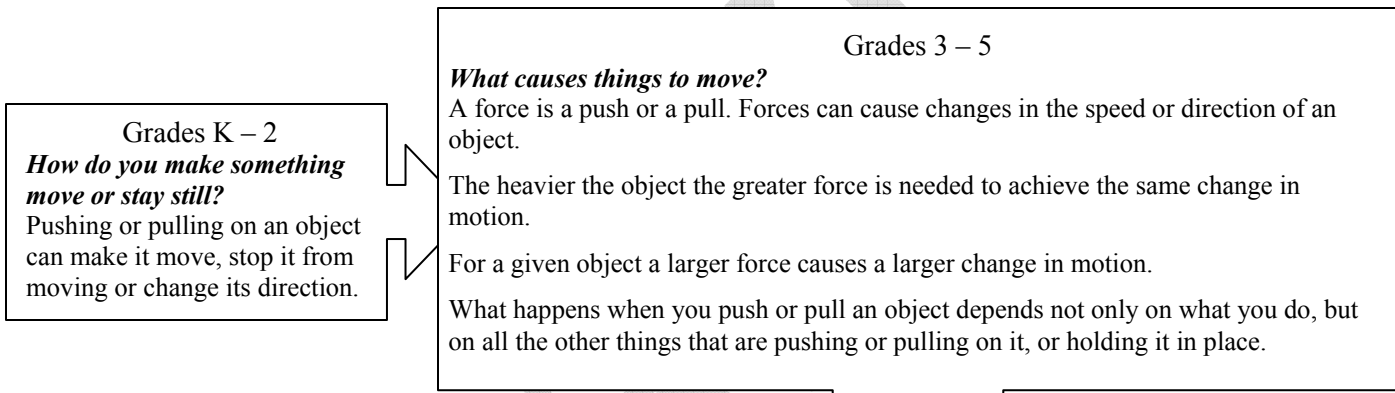 Grades K – 2
How do you make something
move or stay still?
Pushing or pulling on an object
can make it move, stop it from
moving or change its direction.
Grades 3 – 5
What causes things to move?
A force is a push or a pull. Forces can cause changes in the speed or direction of an
object.
The heavier the object the greater force is needed to achieve the same change in
motion.
For a given object a larger force causes a larger change in motion.
What happens when you push or pull an object depends not only on what you do, but
on all the other things that are pushing or pulling on it, or holding it in place.